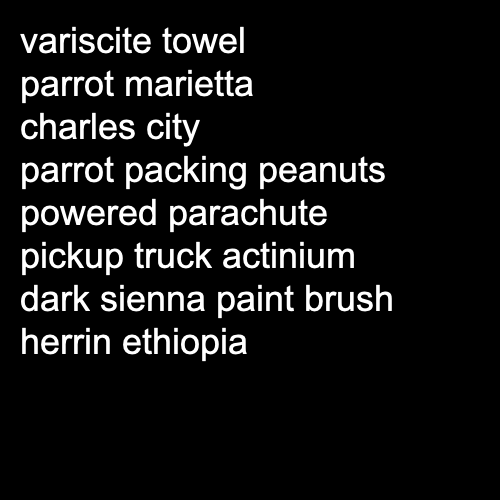 variscite towel
parrot marietta
charles city
parrot packing peanuts
powered parachute
pickup truck actinium
dark sienna paint brush
herrin ethiopia